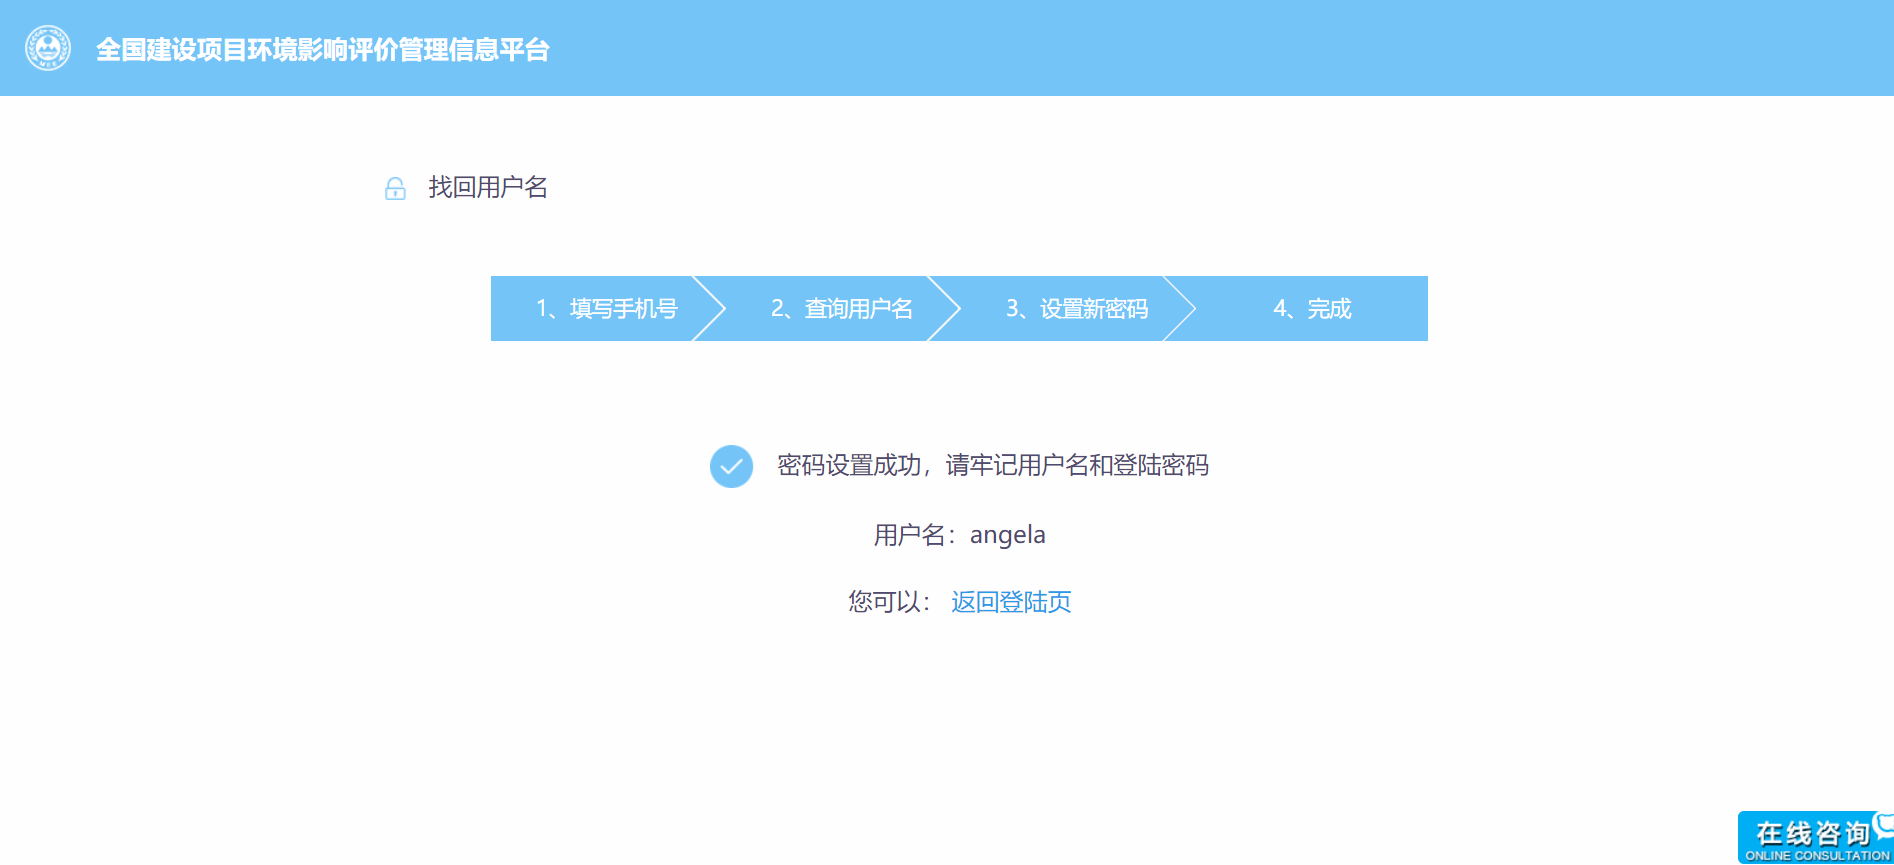 全国建设项目环境影响评价管理信息平台
找回用户名
1、填写手机号
2、查询用户名
3、设置新密码
4、完成
密码设置成功，请牢记用户名和登陆密码
用户名：angela
您可以： 返回登陆页
在线咨询
ONLINE CONSULTATION